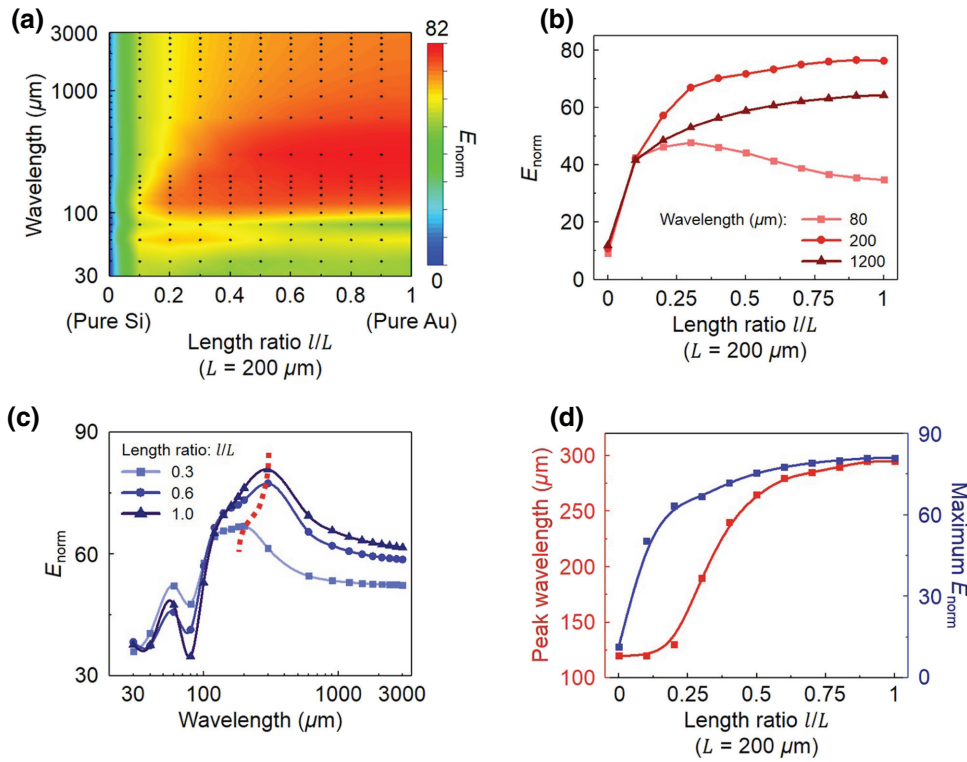 (a)
82
3000
1000
100
30
Wavelength (µm)
E_norm
0
0 0.2 0.4 0.6 0.8 1
(Pure Si) (Pure Au)
Length ratio l/L
(L = 200 µm)
(b)
80
60
40
20
0
E_norm
Wavelength (µm):
80
200
1200
0 0.25 0.5 0.75 1
Length ratio l/L
(L = 200 µm)
(c)
90
60
30
E_norm
Length ratio: l/L
0.3
0.6
1.0
30 100 1000 3000
Wavelength (µm)
(d)
300
250
200
150
100
Peak wavelength (µm)
90
60
30
0
Maximum E_norm
0 0.25 0.5 0.75 1
Length ratio l/L
(L = 200 µm)